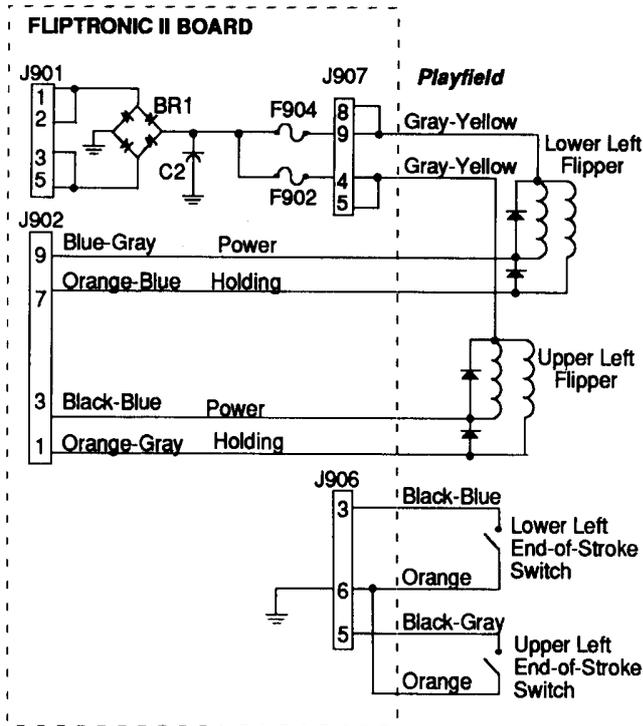 FLIPTRONIC II BOARD
J901
1
2
3
5
BR1
C2
F904
F902
J907
8
9
4
5
Playfield
Gray-Yellow
Gray-Yellow
Lower Left
Flipper
J902
9
Blue-Gray Power
7
Orange-Blue Holding
Upper Left
Flipper
3
Black-Blue Power
1
Orange-Gray Holding
J906
3
Black-Blue
Lower Left
End-of-Stroke
Switch
6
Orange
5
Black-Gray
Upper Left
End-of-Stroke
Switch
Orange